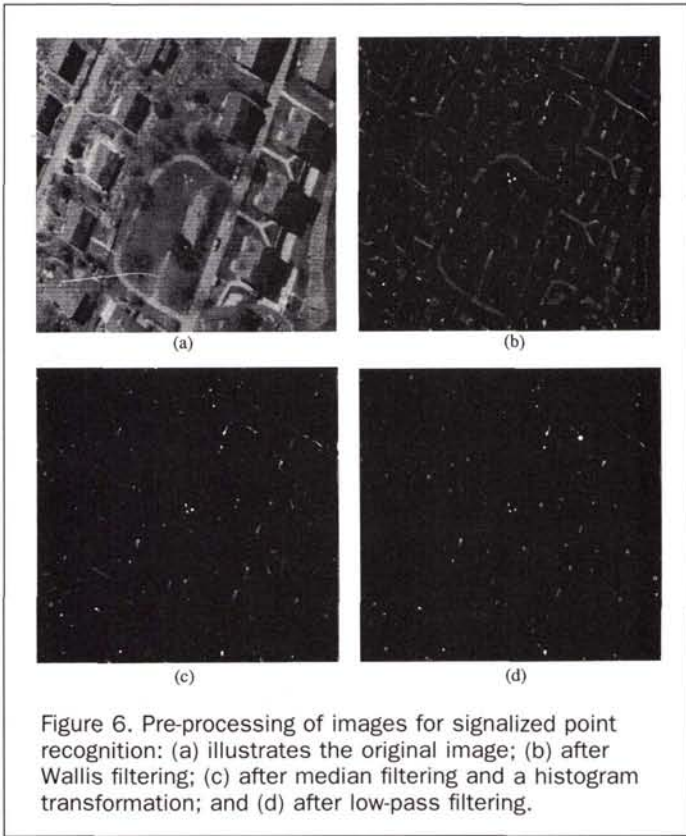 (a)
(b)
(c)
(d)
Figure 6. Pre-processing of images for signalized point
recognition: (a) illustrates the original image; (b) after
Wallis filtering; (c) after median filtering and a histogram
transformation; and (d) after low-pass filtering.